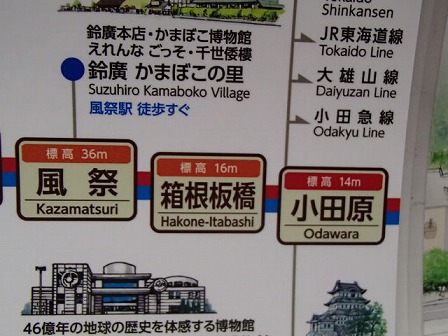 鈴廣本店・かまぼこ博物館
えれんな ごっそ・千世倭樓
鈴廣 かまぼこの里
Suzuhiro Kamaboko Village
風祭駅 徒歩すぐ
Shinkansen
JR東海道線
Tokaido Line
大雄山線
Daiyuzan Line
小田急線
Odakyu Line
標高 36m
風祭
Kazamatsuri
標高 16m
箱根板橋
Hakone-Itabashi
標高 14m
小田原
Odawara
46億年の地球の歴史を体感する博物館